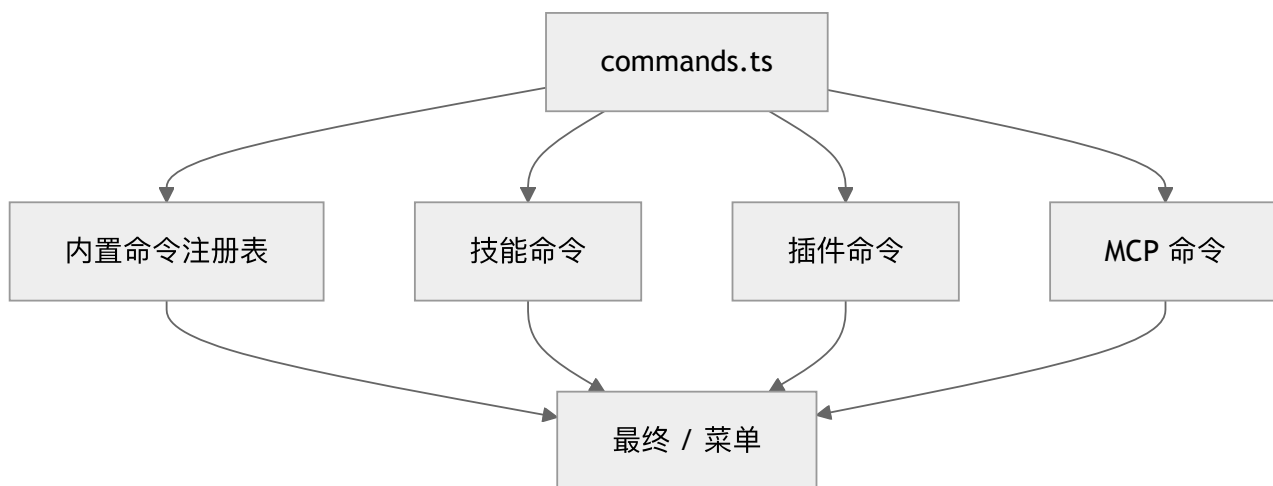 commands.ts
内置命令注册表
技能命令
插件命令
MCP 命令
最终 / 菜单